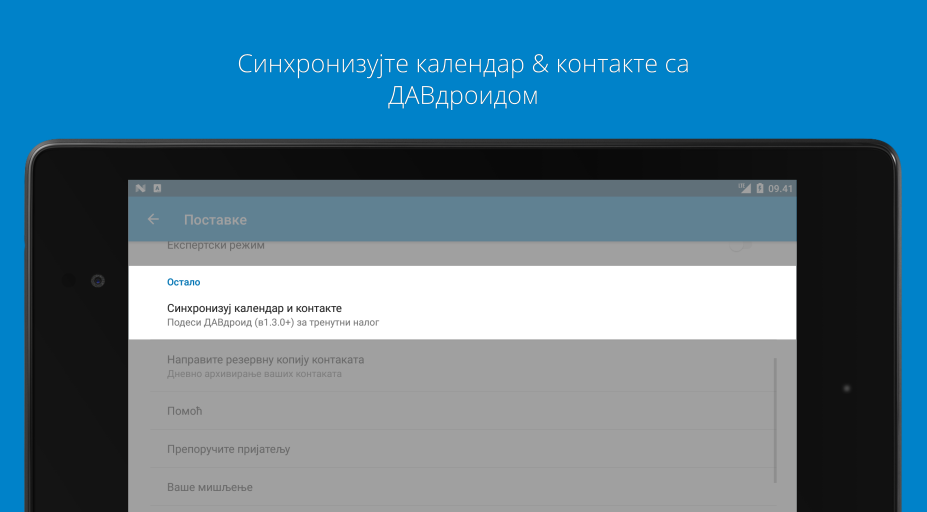 Синхронизујте календар & контакте са
ДАВдроидом
09.41
Поставке
Експертски режим
Остало
Синхронизуј календар и контакте
Подеси ДАВдроид (в1.3.0+) за тренутни налог
Направите резервну копију контаката
Дневно архивирање ваших контаката
Помоћ
Препоручите пријатељу
Ваше мишљење